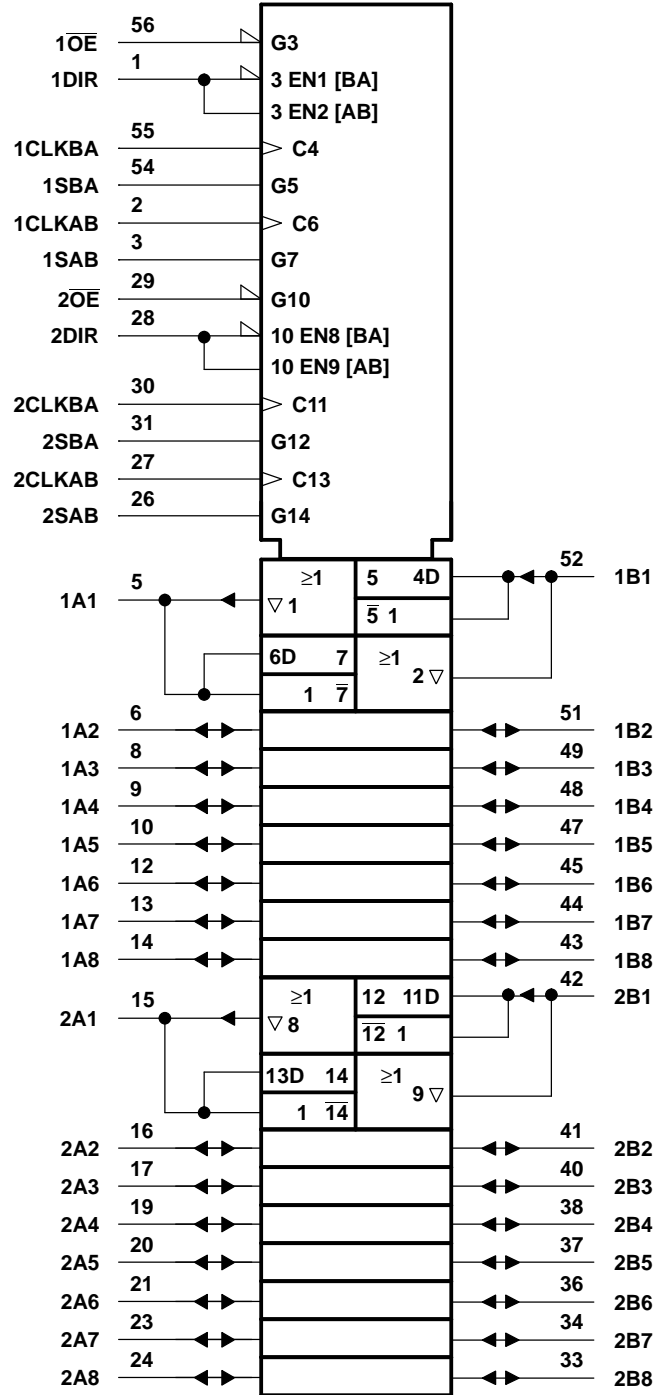 56
1O̅E̅ G3
1
1DIR 3 EN1 [BA]
3 EN2 [AB]
55
1CLKBA C4
54
1SBA G5
2
1CLKAB C6
3
1SAB G7
29
2O̅E̅ G10
28
2DIR 10 EN8 [BA]
10 EN9 [AB]
30
2CLKBA C11
31
2SBA G12
27
2CLKAB C13
26
2SAB G14
5 ≥1 5 4D 52 1B1
1A1 ▽ 1 5̅ 1
6D 7 ≥1
1 7̅ 2 ▽
6 51
1A2 1B2
8 49
1A3 1B3
9 48
1A4 1B4
10 47
1A5 1B5
12 45
1A6 1B6
13 44
1A7 1B7
14 43
1A8 1B8
15 ≥1 12 11D 42 2B1
2A1 ▽ 8 1̅2̅ 1
13D 14 ≥1
1 1̅4̅ 9 ▽
16 41
2A2 2B2
17 40
2A3 2B3
19 38
2A4 2B4
20 37
2A5 2B5
21 36
2A6 2B6
23 34
2A7 2B7
24 33
2A8 2B8